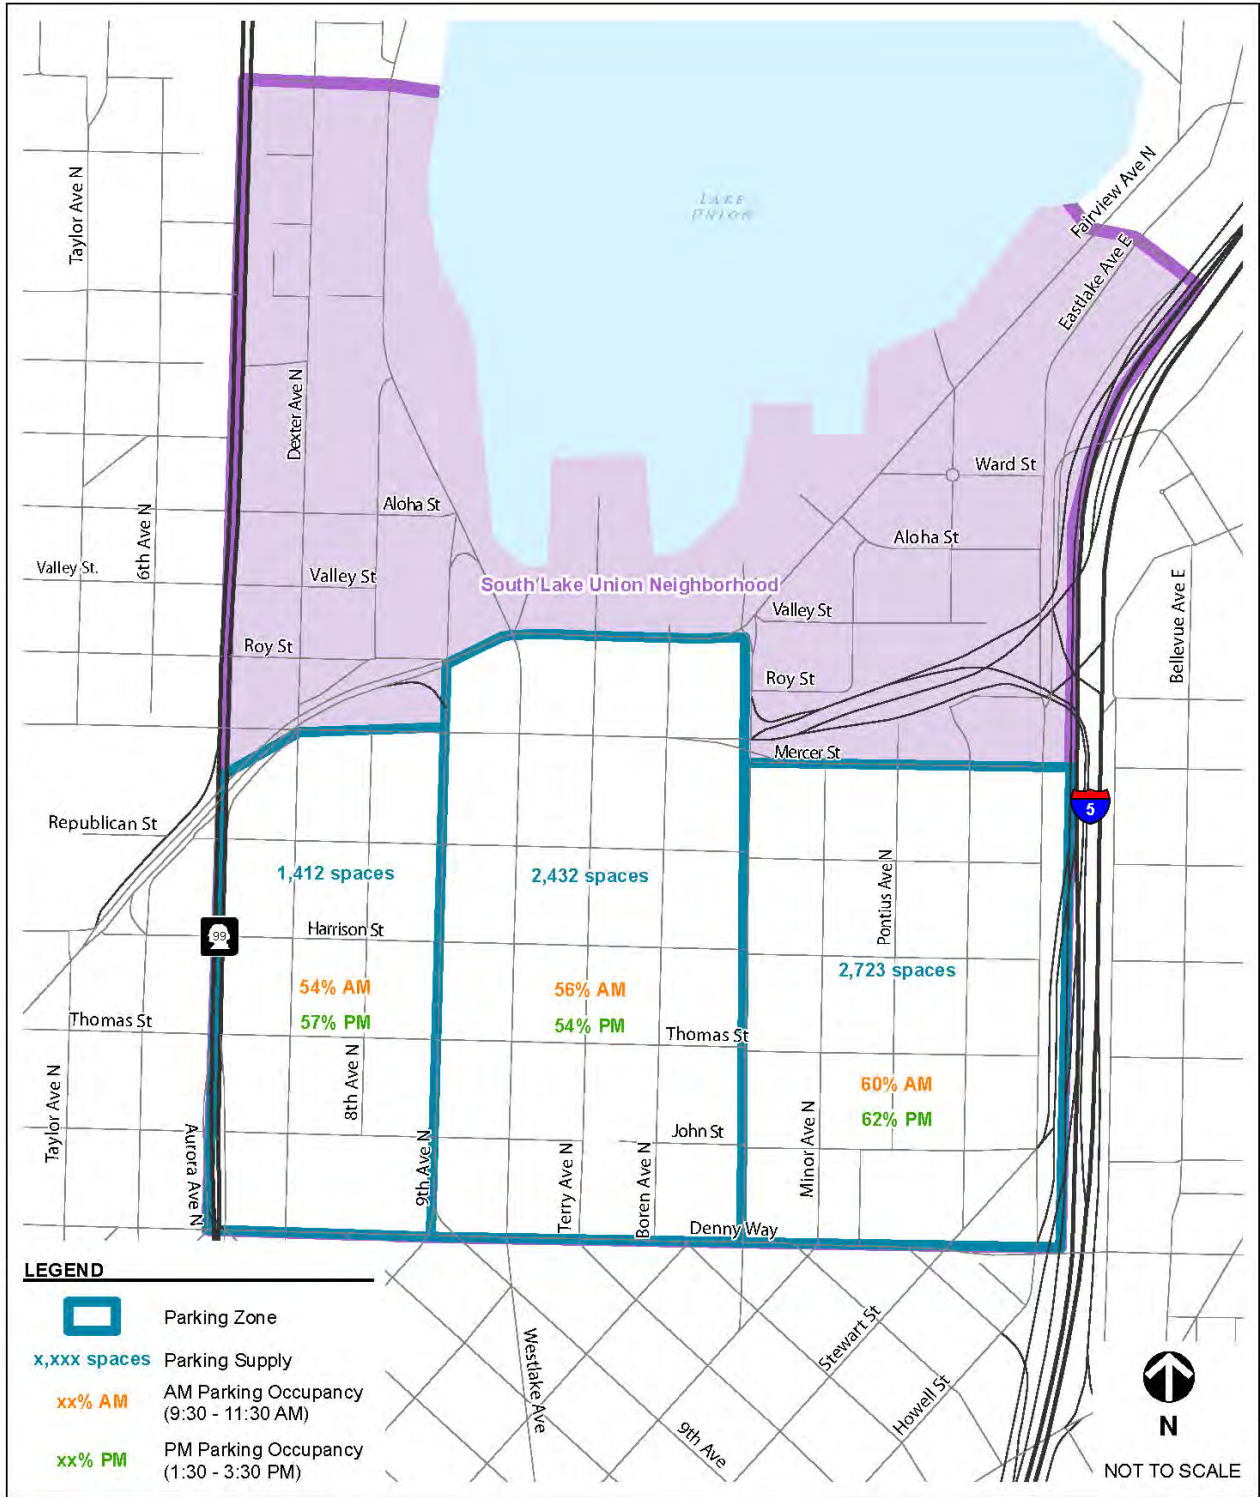 LAKE
UNION
Fairview Ave N
Eastlake Ave E
Taylor Ave N
Dexter Ave N
Ward St
Aloha St
6th Ave N
Aloha St
Valley St.
Valley St
South Lake Union Neighborhood
Valley St
Bellevue Ave E
Roy St
Roy St
Mercer St
5
Republican St
1,412 spaces
2,432 spaces
Pontius Ave N
Harrison St
99
2,723 spaces
54% AM
56% AM
57% PM
54% PM
Thomas St
Thomas St
8th Ave N
60% AM
62% PM
Taylor Ave N
Aurora Ave N
9th Ave N
Terry Ave N
Boren Ave N
John St
Minor Ave N
Denny Way
LEGEND
Parking Zone
x,xxx spaces Parking Supply
xx% AM AM Parking Occupancy
(9:30 - 11:30 AM)
xx% PM PM Parking Occupancy
(1:30 - 3:30 PM)
Westlake Ave
Stewart St
Howell St
9th Ave
N
NOT TO SCALE